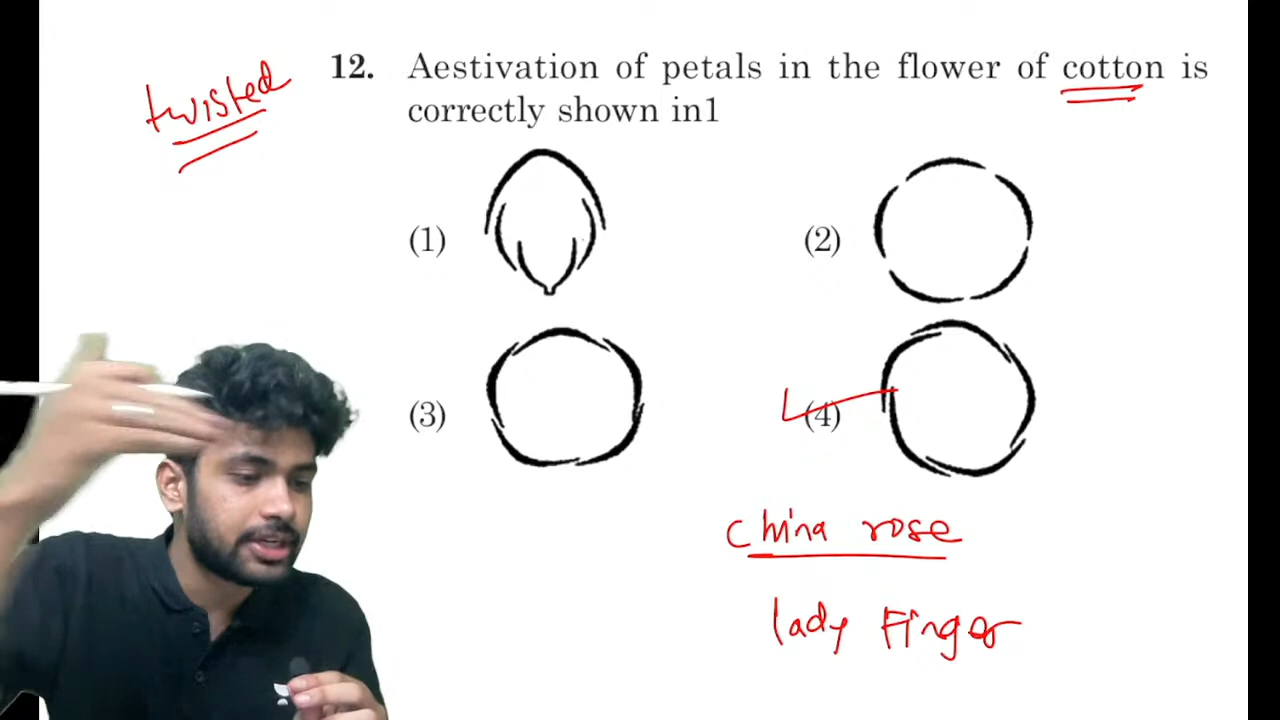 twisted
12. Aestivation of petals in the flower of cotton is
correctly shown in1
(1)
(2)
(3)
(4)
China rose
lady Finger